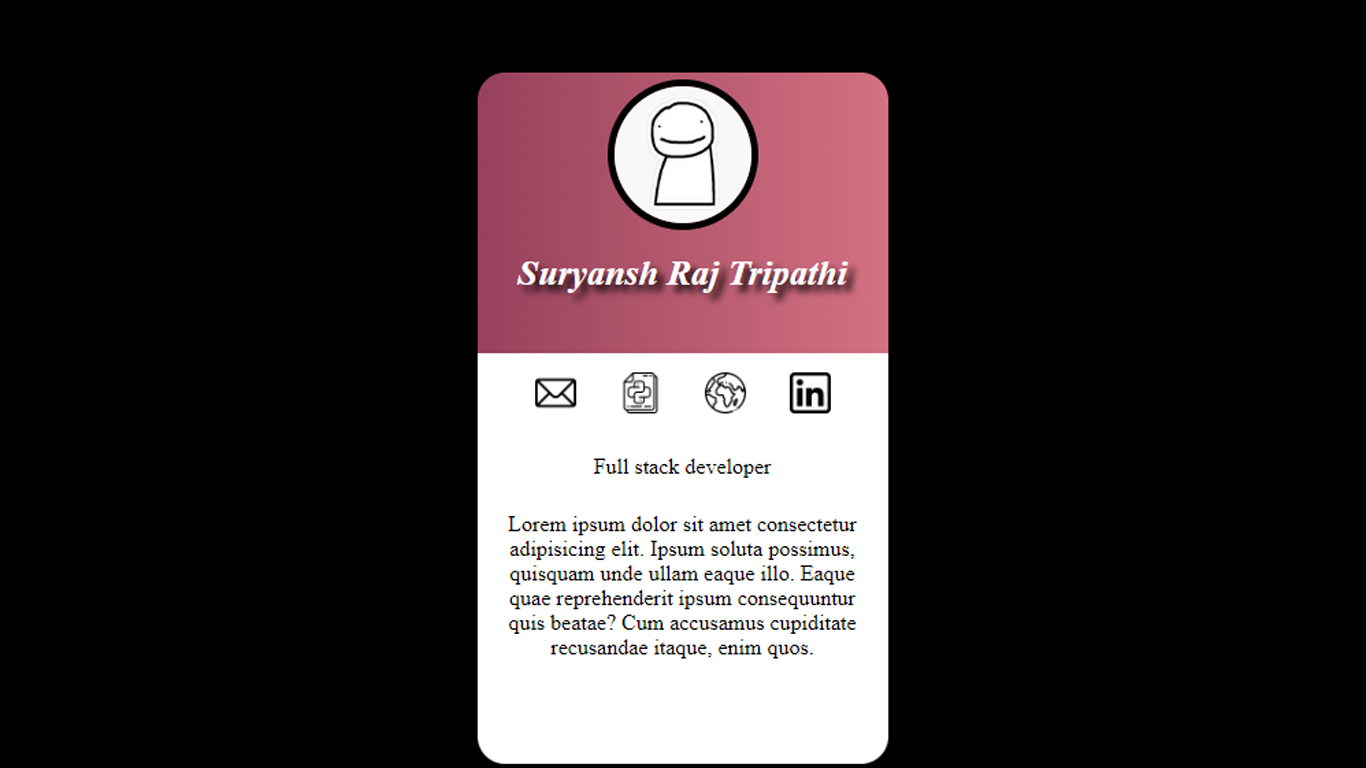 Suryansh Raj Tripathi
in
Full stack developer
Lorem ipsum dolor sit amet consectetur
adipisicing elit. Ipsum soluta possimus,
quisquam unde ullam eaque illo. Eaque
quae reprehenderit ipsum consequuntur
quis beatae? Cum accusamus cupiditate
recusandae itaque, enim quos.